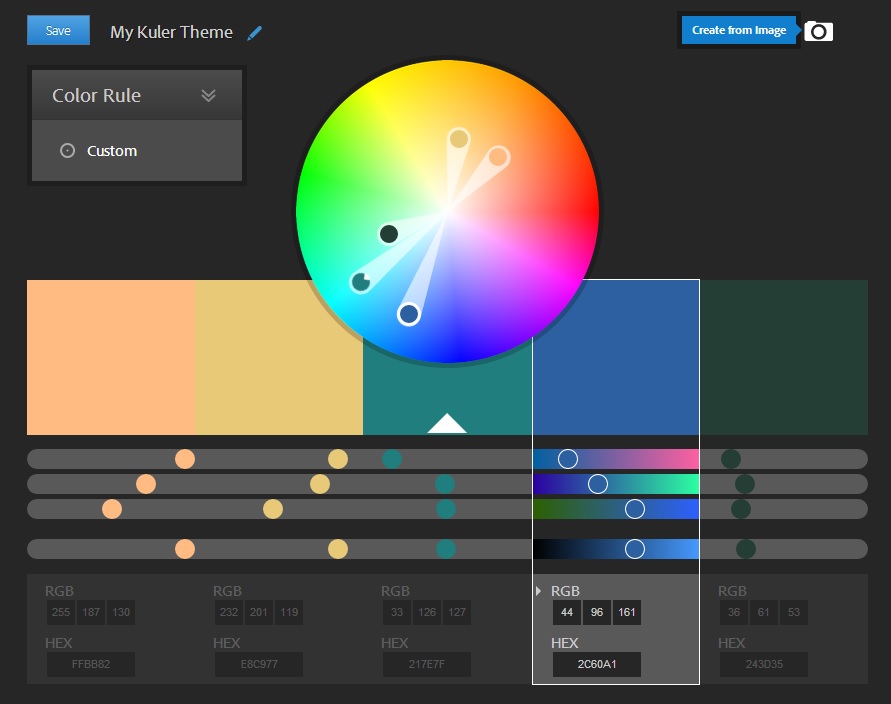 Save
My Kuler Theme
Create from Image
Color Rule
Custom
RGB RGB RGB RGB RGB
255 187 130 232 201 119 33 126 127 44 96 161 36 61 53
HEX HEX HEX HEX HEX
FFBB82 E8C977 217E7F 2C60A1 243D35